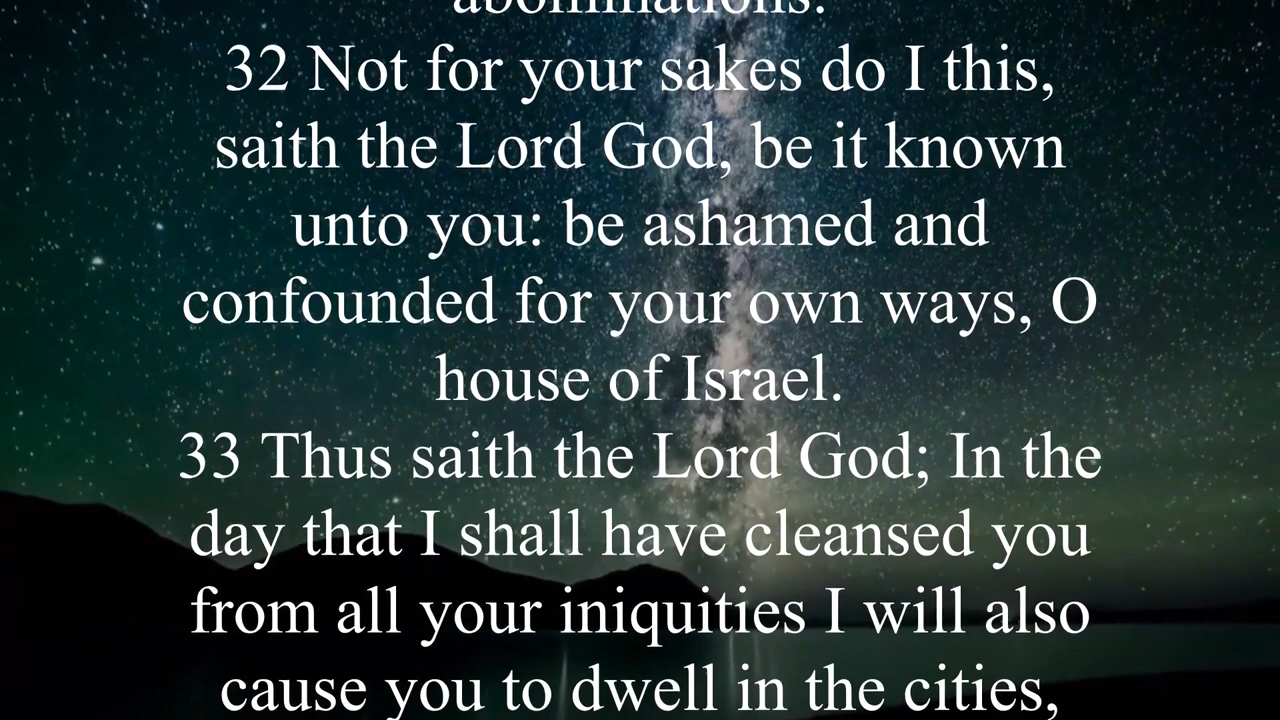 abominations.
32 Not for your sakes do I this,
saith the Lord God, be it known
unto you: be ashamed and
confounded for your own ways, O
house of Israel.
33 Thus saith the Lord God; In the
day that I shall have cleansed you
from all your iniquities I will also
cause you to dwell in the cities,